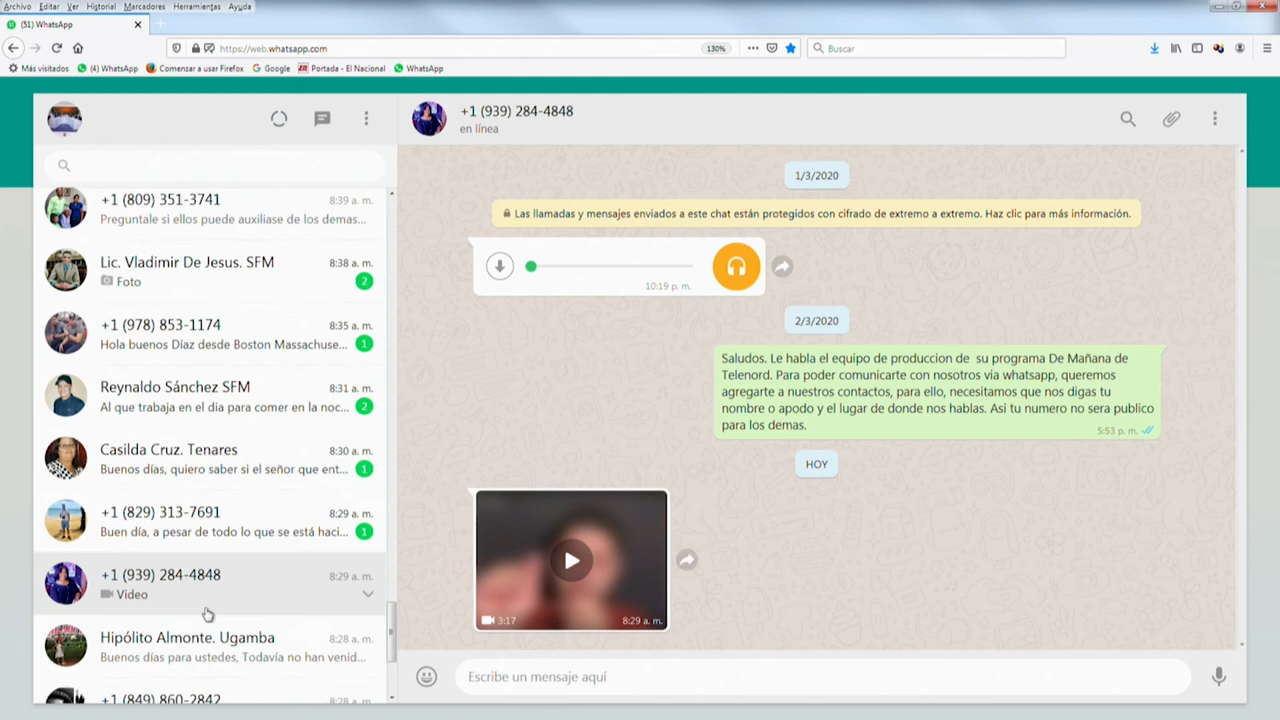 Archivo Editar Ver Historial Marcadores Herramientas Ayuda
(51) WhatsApp
https://web.whatsapp.com
130%
Buscar
Más visitados
(4) WhatsApp
Comenzar a usar Firefox
Google
Portada - El Nacional
WhatsApp
+1 (809) 351-3741
8:39 a. m.
Preguntale si ellos puede auxiliase de los demas...
Lic. Vladimir De Jesus. SFM
8:38 a. m.
Foto
2
+1 (978) 853-1174
8:35 a. m.
Hola buenos Díaz desde Boston Massachuse...
1
Reynaldo Sánchez SFM
8:31 a. m.
Al que trabaja en el dia para comer en la noc...
2
Casilda Cruz. Tenares
8:30 a. m.
Buenos días, quiero saber si el señor que ent...
1
+1 (829) 313-7691
8:29 a. m.
Buen día, a pesar de todo lo que se está haci...
1
+1 (939) 284-4848
8:29 a. m.
Video
Hipólito Almonte. Ugamba
8:28 a. m.
Buenos días para ustedes, Todavía no han venid...
+1 (849) 860-2842
8:28 a. m.
+1 (939) 284-4848
en línea
1/3/2020
Las llamadas y mensajes enviados a este chat están protegidos con cifrado de extremo a extremo. Haz clic para más información.
10:19 p. m.
2/3/2020
Saludos. Le habla el equipo de produccion de su programa De Mañana de
Telenord. Para poder comunicarte con nosotros via whatsapp, queremos
agregarte a nuestros contactos, para ello, necesitamos que nos digas tu
nombre o apodo y el lugar de donde nos hablas. Asi tu numero no sera publico
para los demas.
5:53 p. m.
HOY
3:17
8:29 a. m.
Escribe un mensaje aquí